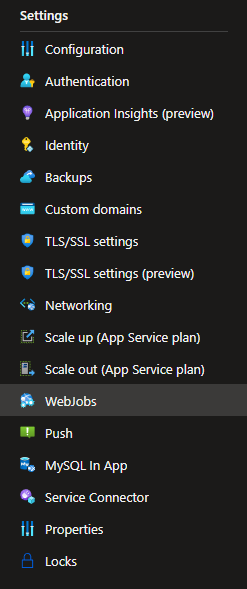 Settings
Configuration
Authentication
Application Insights (preview)
Identity
Backups
Custom domains
TLS/SSL settings
TLS/SSL settings (preview)
Networking
Scale up (App Service plan)
Scale out (App Service plan)
WebJobs
Push
MySQL In App
Service Connector
Properties
Locks